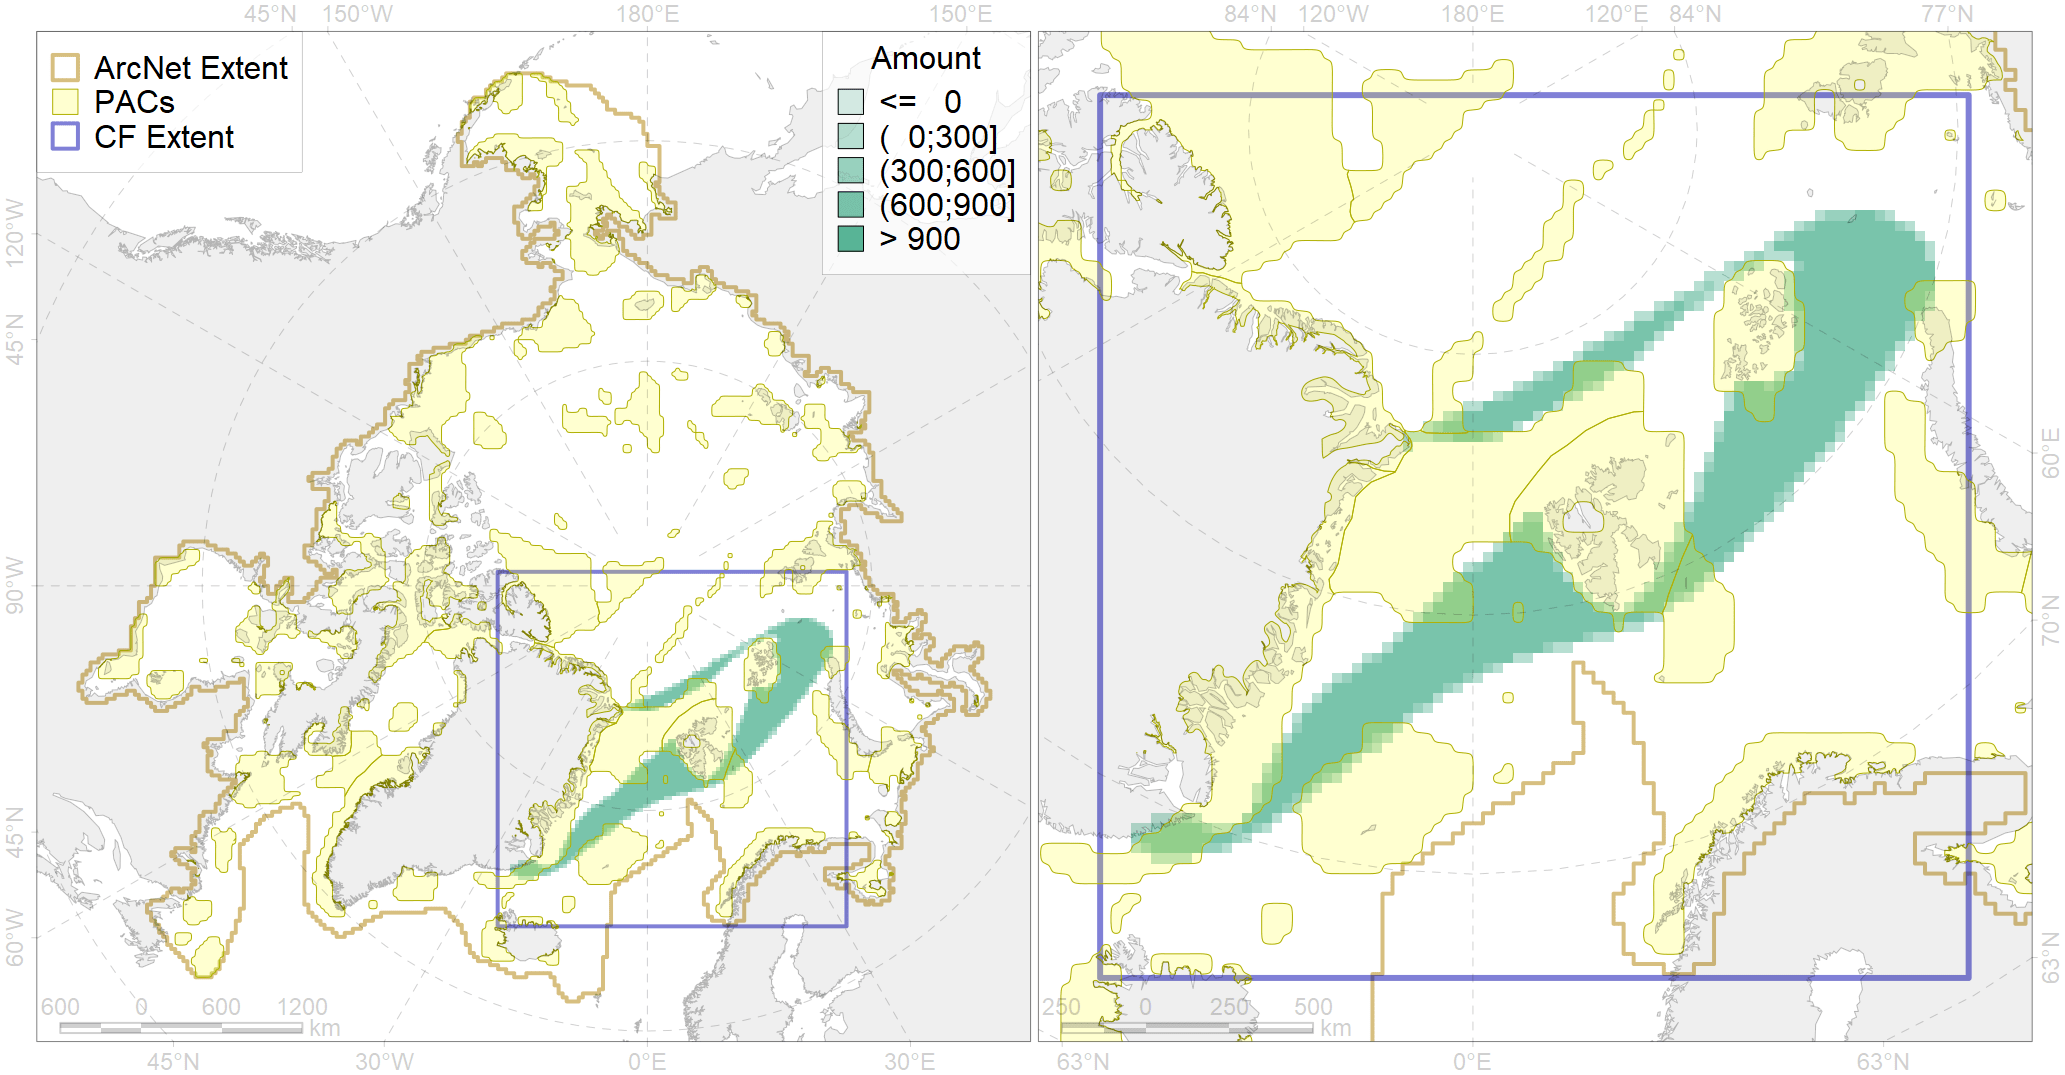 45°N 150°W 180°E 150°E 84°N 120°W 180°E 120°E 84°N 77°N
ArcNet Extent
PACs
CF Extent
Amount
<= 0
( 0;300]
(300;600]
(600;900]
> 900
120°W
45°N
90°W
45°N
60°W
60°E
70°N
63°N
600 0 600 1200
km
250 0 250 500
km
45°N 30°W 0°E 30°E 63°N 0°E 63°N